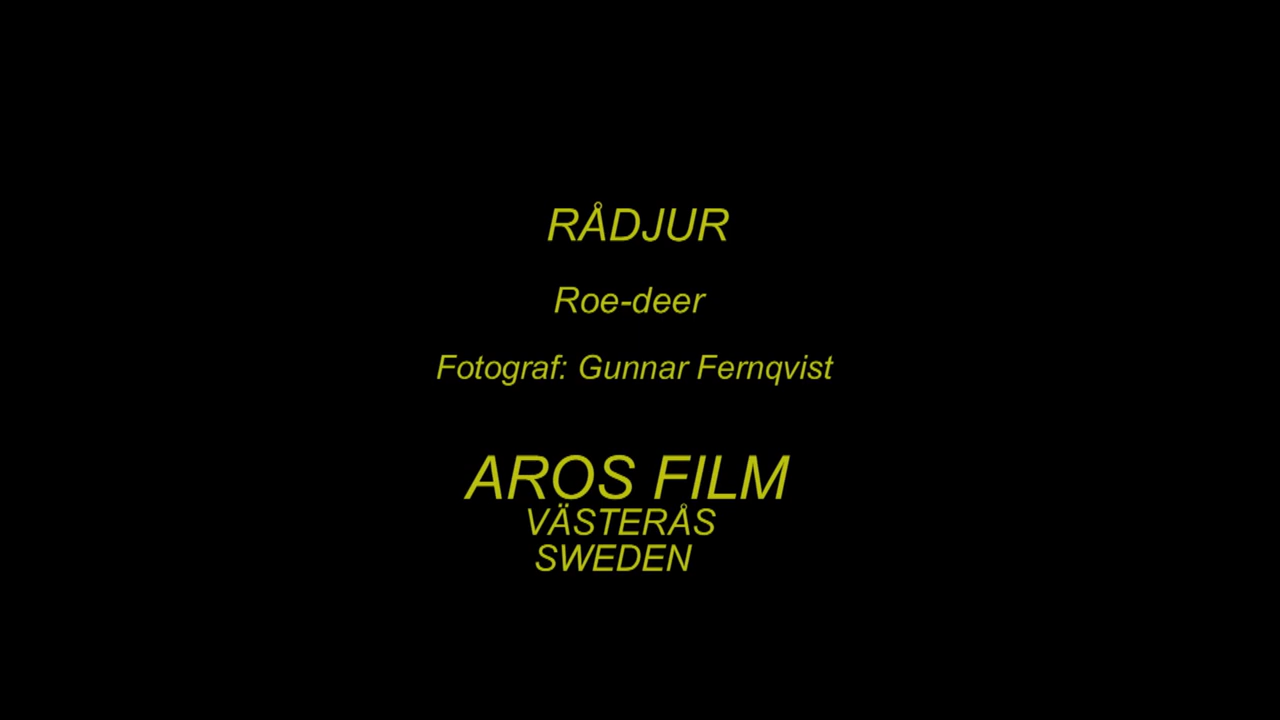 RÅDJUR
Roe-deer
Fotograf: Gunnar Fernqvist
AROS FILM
VÄSTERÅS
SWEDEN